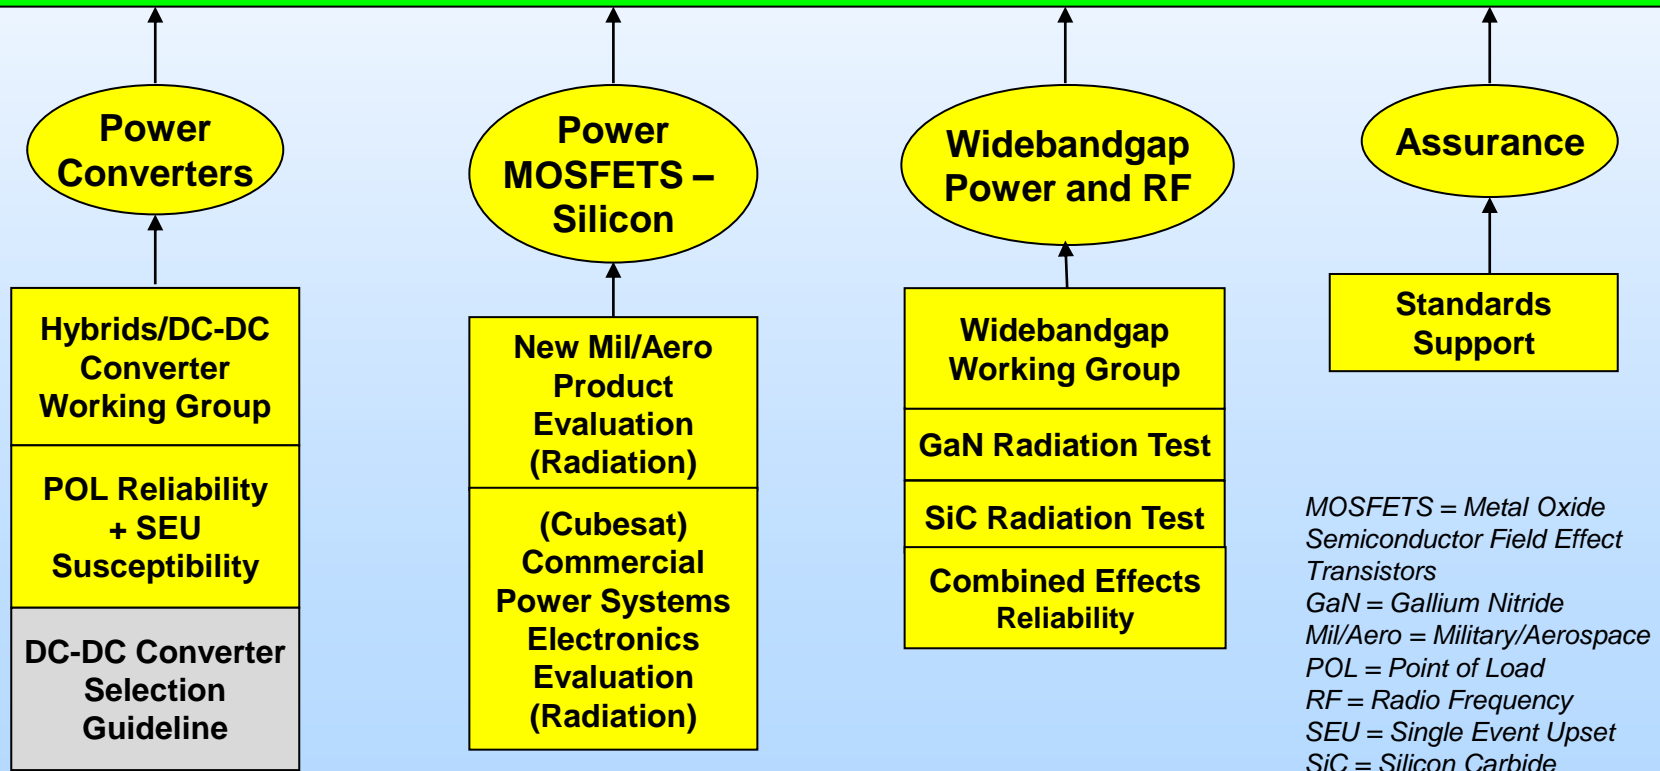 Power
Converters
Power
MOSFETS –
Silicon
Widebandgap
Power and RF
Assurance
Hybrids/DC-DC
Converter
Working Group
POL Reliability
+ SEU
Susceptibility
DC-DC Converter
Selection
Guideline
New Mil/Aero
Product
Evaluation
(Radiation)
(Cubesat)
Commercial
Power Systems
Electronics
Evaluation
(Radiation)
Widebandgap
Working Group
GaN Radiation Test
SiC Radiation Test
Combined Effects
Reliability
Standards
Support
MOSFETS = Metal Oxide
Semiconductor Field Effect
Transistors
GaN = Gallium Nitride
Mil/Aero = Military/Aerospace
POL = Point of Load
RF = Radio Frequency
SEU = Single Event Upset
SiC = Silicon Carbide